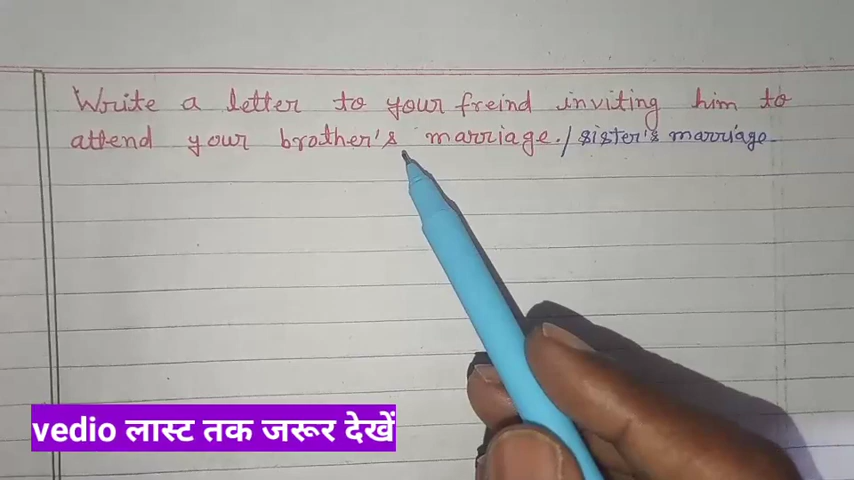 Write a letter to your freind inviting him to
attend your brother's marriage./sister's marriage
vedio लास्ट तक जरूर देखें